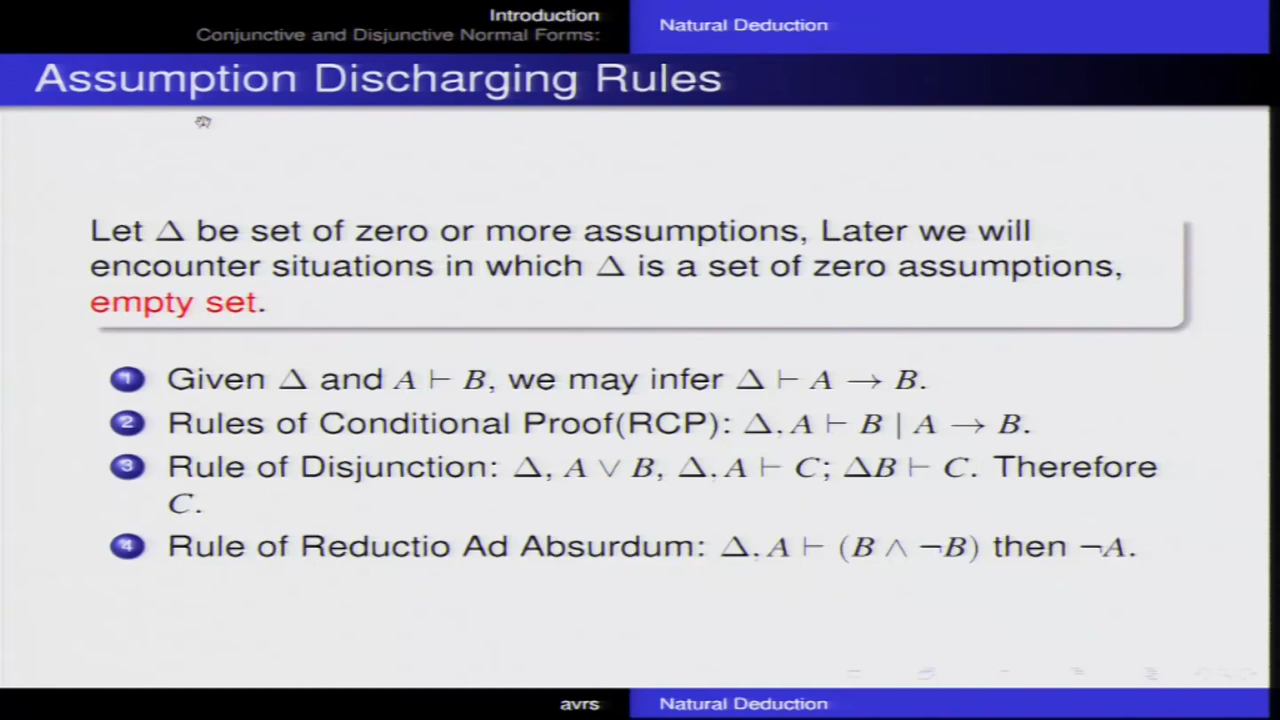 Introduction
Conjunctive and Disjunctive Normal Forms:
Natural Deduction
Assumption Discharging Rules
Let Δ be set of zero or more assumptions, Later we will
encounter situations in which Δ is a set of zero assumptions,
empty set.
1 Given Δ and A ⊢ B, we may infer Δ ⊢ A → B.
2 Rules of Conditional Proof(RCP): Δ, A ⊢ B | A → B.
3 Rule of Disjunction: Δ, A ∨ B, Δ, A ⊢ C; ΔB ⊢ C. Therefore
C.
4 Rule of Reductio Ad Absurdum: Δ, A ⊢ (B ∧ ¬B) then ¬A.
avrs
Natural Deduction